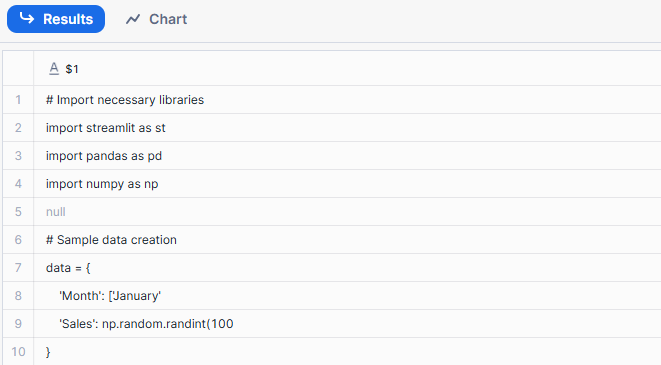 Results Chart
A $1
1 # Import necessary libraries
2 import streamlit as st
3 import pandas as pd
4 import numpy as np
5 null
6 # Sample data creation
7 data = {
8 'Month': ['January'
9 'Sales': np.random.randint(100
10 }